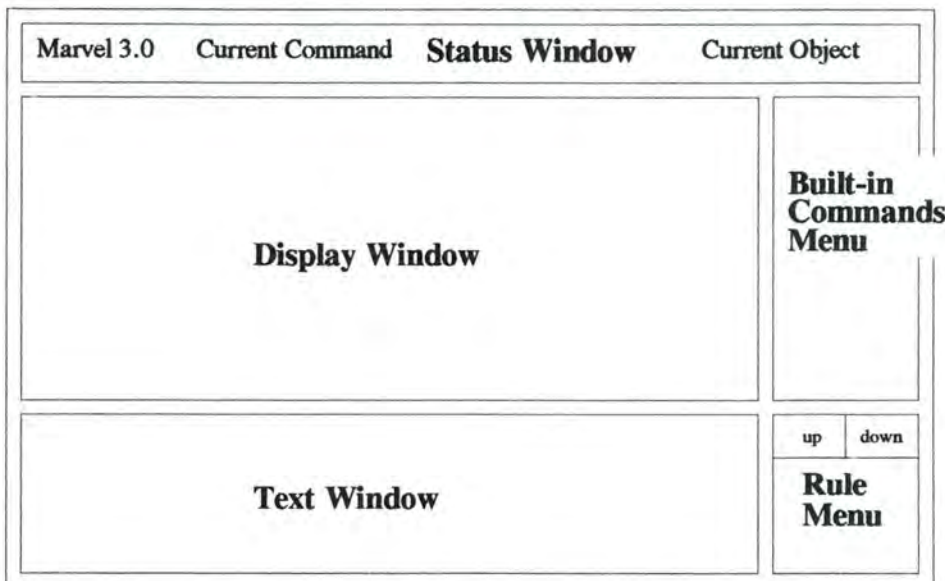 Marvel 3.0 Current Command Status Window Current Object
Built-in
Commands
Menu
Display Window
up down
Rule
Menu
Text Window